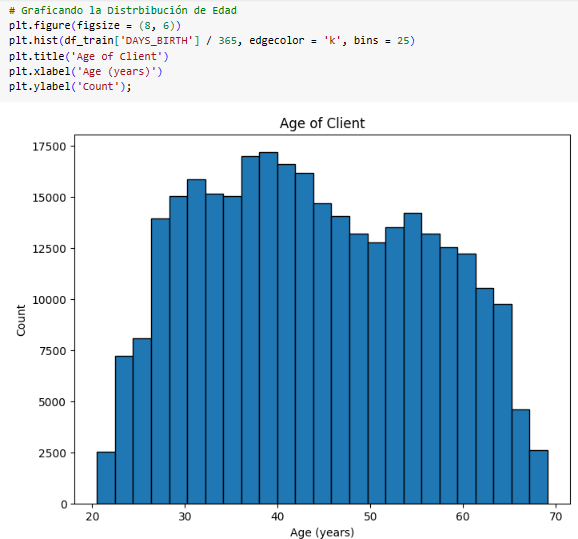 # Graficando la Distrbibución de Edad
plt.figure(figsize = (8, 6))
plt.hist(df_train['DAYS_BIRTH'] / 365, edgecolor = 'k', bins = 25)
plt.title('Age of Client')
plt.xlabel('Age (years)')
plt.ylabel('Count');
Age of Client
17500
15000
12500
10000
7500
5000
2500
0
Count
20 30 40 50 60 70
Age (years)